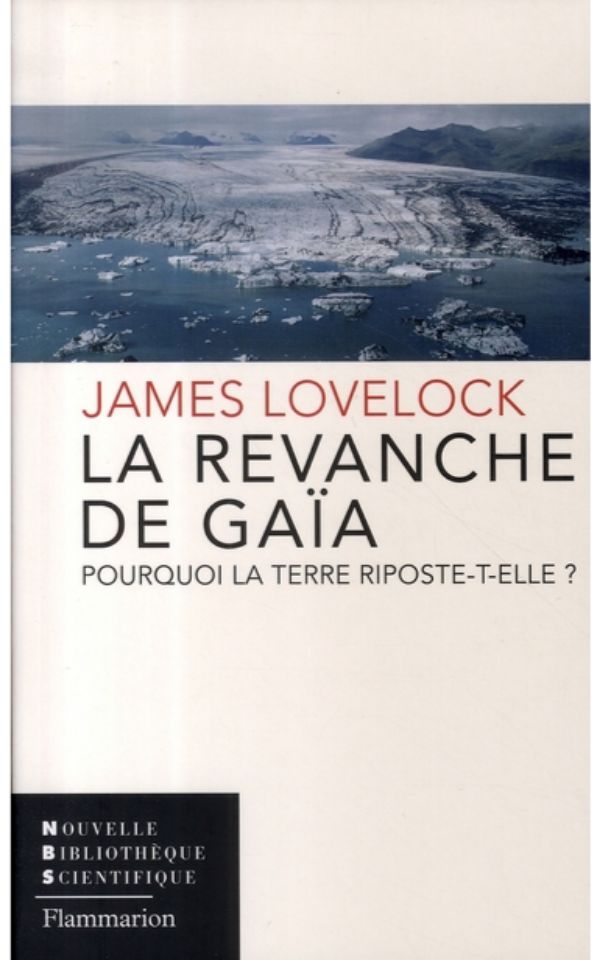 JAMES LOVELOCK
LA REVANCHE
DE GAÏA
POURQUOI LA TERRE RIPOSTE-T-ELLE ?
NOUVELLE
BIBLIOTHÈQUE
SCIENTIFIQUE
Flammarion